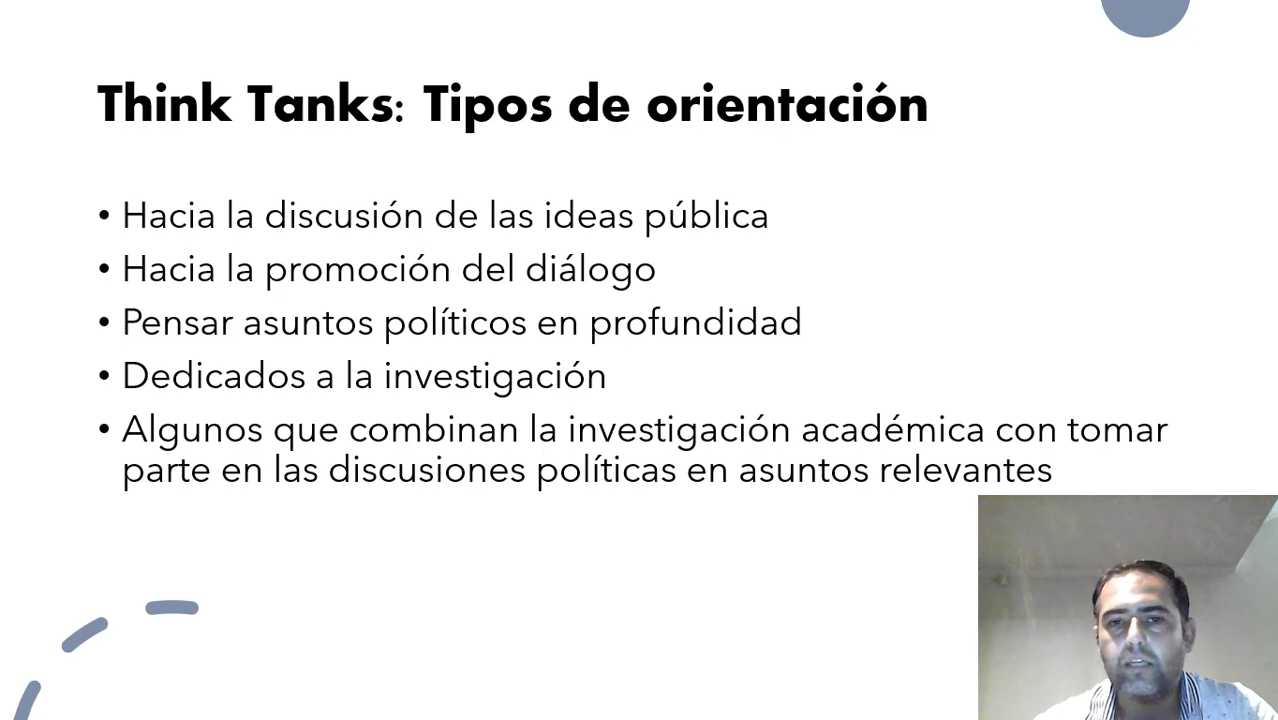 Think Tanks: Tipos de orientación
• Hacia la discusión de las ideas pública
• Hacia la promoción del diálogo
• Pensar asuntos políticos en profundidad
• Dedicados a la investigación
• Algunos que combinan la investigación académica con tomar
parte en las discusiones políticas en asuntos relevantes